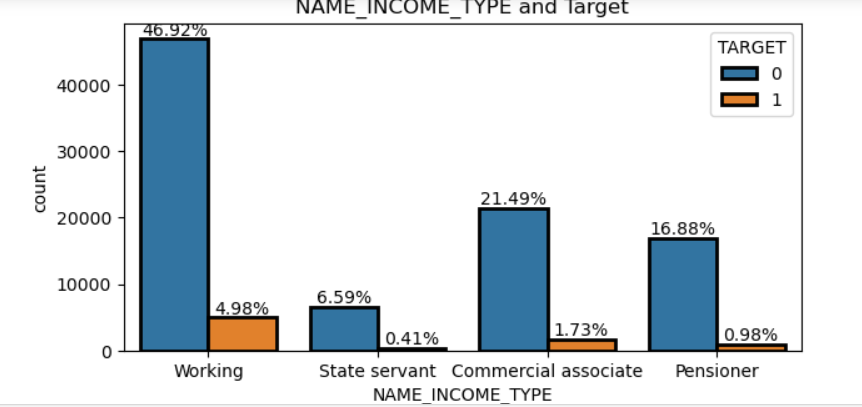 NAME_INCOME_TYPE and Target
46.92%
4.98%
6.59%
0.41%
21.49%
1.73%
16.88%
0.98%
TARGET
0
1
count
40000
30000
20000
10000
0
Working
State servant
Commercial associate
Pensioner
NAME_INCOME_TYPE